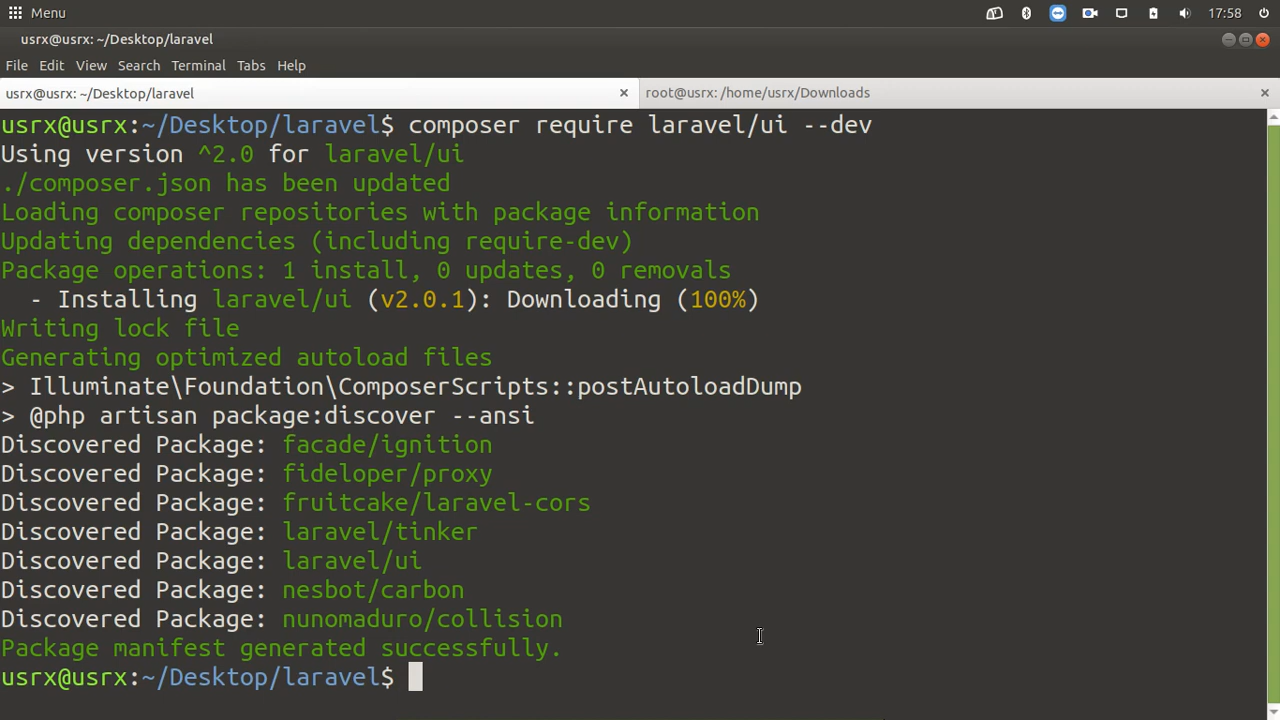 Menu 17:58
usrx@usrx: ~/Desktop/laravel
File Edit View Search Terminal Tabs Help
usrx@usrx: ~/Desktop/laravel × root@usrx: /home/usrx/Downloads ×
usrx@usrx:~/Desktop/laravel$ composer require laravel/ui --dev
Using version ^2.0 for laravel/ui
./composer.json has been updated
Loading composer repositories with package information
Updating dependencies (including require-dev)
Package operations: 1 install, 0 updates, 0 removals
  - Installing laravel/ui (v2.0.1): Downloading (100%)
Writing lock file
Generating optimized autoload files
> Illuminate\Foundation\ComposerScripts::postAutoloadDump
> @php artisan package:discover --ansi
Discovered Package: facade/ignition
Discovered Package: fideloper/proxy
Discovered Package: fruitcake/laravel-cors
Discovered Package: laravel/tinker
Discovered Package: laravel/ui
Discovered Package: nesbot/carbon
Discovered Package: nunomaduro/collision
Package manifest generated successfully.
usrx@usrx:~/Desktop/laravel$